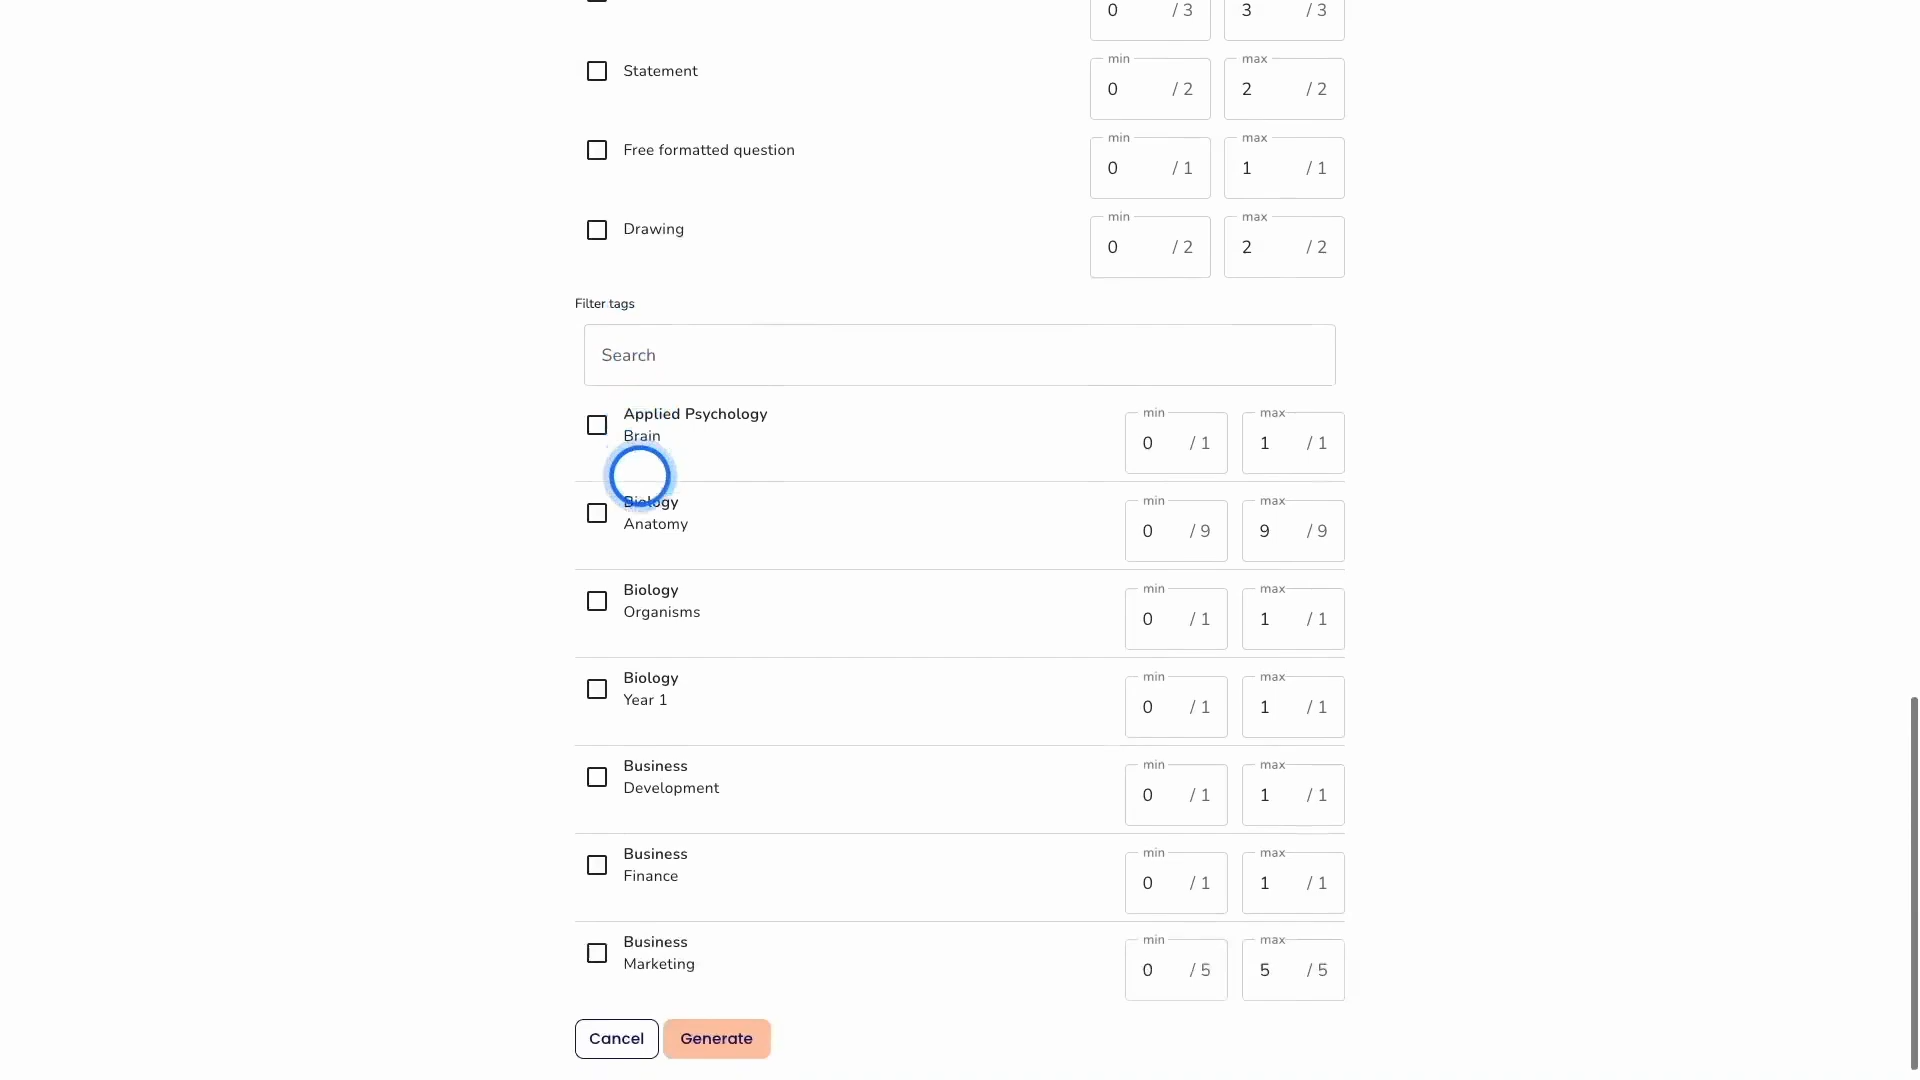 0 / 3 3 / 3
Statement
min 0 / 2 max 2 / 2
Free formatted question
min 0 / 1 max 1 / 1
Drawing
min 0 / 2 max 2 / 2
Filter tags
Search
Applied Psychology
Brain
min 0 / 1 max 1 / 1
Biology
Anatomy
min 0 / 9 max 9 / 9
Biology
Organisms
min 0 / 1 max 1 / 1
Biology
Year 1
min 0 / 1 max 1 / 1
Business
Development
min 0 / 1 max 1 / 1
Business
Finance
min 0 / 1 max 1 / 1
Business
Marketing
min 0 / 5 max 5 / 5
Cancel Generate